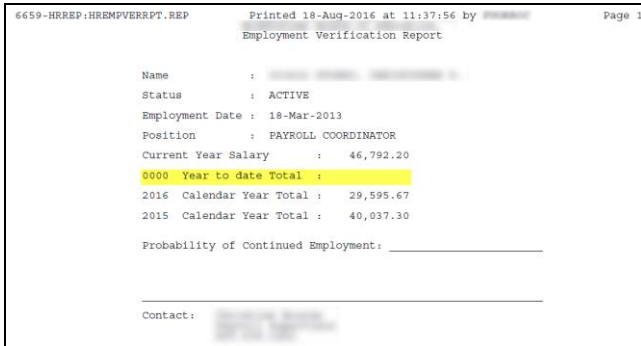 6659-HRREP:HREMPVERRPT.REP Printed 18-Aug-2016 at 11:37:56 by Page 1
Employment Verification Report
Name :
Status : ACTIVE
Employment Date : 18-Mar-2013
Position : PAYROLL COORDINATOR
Current Year Salary : 46,792.20
0000 Year to date Total :
2016 Calendar Year Total : 29,595.67
2015 Calendar Year Total : 40,037.30
Probability of Continued Employment:
Contact: